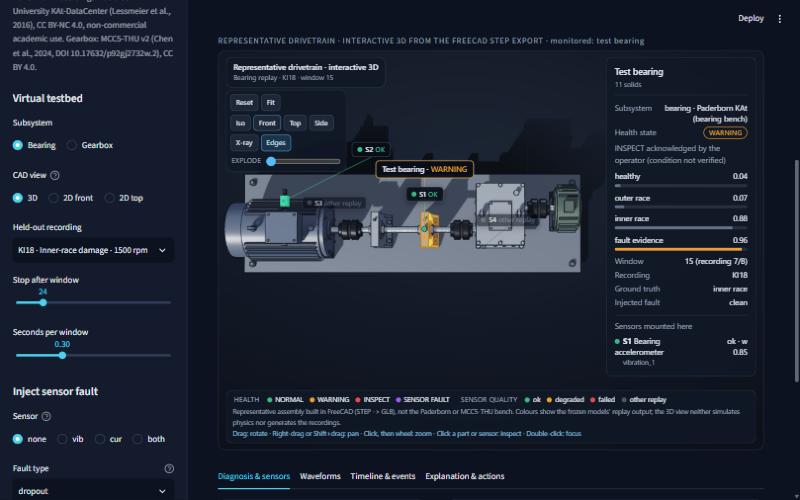 University KAt-DataCenter (Lessmeier et al.,
2016), CC BY-NC 4.0, non-commercial
academic use. Gearbox: MCC5-THU v2 (Chen
et al., 2024, DOI 10.17632/p92gj2732w.2), CC
BY 4.0.
Virtual testbed
Subsystem
Bearing
Gearbox
CAD view
3D
2D front
2D top
Held-out recording
KI18 · Inner-race damage · 1500 rpm
Stop after window
24
Seconds per window
0.30
Inject sensor fault
Sensor
none
vib
cur
both
Fault type
dropout
Deploy
REPRESENTATIVE DRIVETRAIN · INTERACTIVE 3D FROM THE FREECAD STEP EXPORT · monitored: test bearing
Representative drivetrain · interactive 3D
Bearing replay · KI18 · window 15
Reset
Fit
Iso
Front
Top
Side
X-ray
Edges
EXPLODE
S2 OK
Test bearing · WARNING
S1 OK
S3 other replay
S4 other replay
Test bearing
11 solids
Subsystem bearing · Paderborn KAt
(bearing bench)
Health state WARNING
INSPECT acknowledged by the
operator (condition not verified)
healthy 0.04
outer race 0.07
inner race 0.88
fault evidence 0.96
Window 15 (recording 7/8)
Recording KI18
Ground truth inner race
Injected fault clean
Sensors mounted here
S1 Bearing ok · w
accelerometer 0.85
vibration_1
HEALTH NORMAL WARNING INSPECT SENSOR FAULT SENSOR QUALITY ok degraded failed other replay
Representative assembly built in FreeCAD (STEP -> GLB), not the Paderborn or MCC5-THU bench. Colours show the frozen models' replay output; the 3D view neither simulates
physics nor generates the recordings.
Drag: rotate · Right-drag or Shift+drag: pan · Click, then wheel: zoom · Click a part or sensor: inspect · Double-click: focus
Diagnosis & sensors
Waveforms
Timeline & events
Explanation & actions